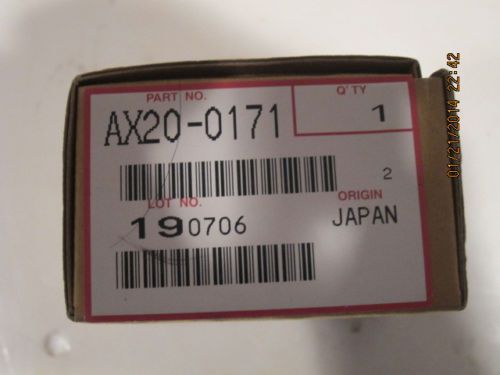 PART NO.
Q'TY
AX20-0171
1
2
LOT NO.
ORIGIN
190706
JAPAN
01/21/2014 22:42